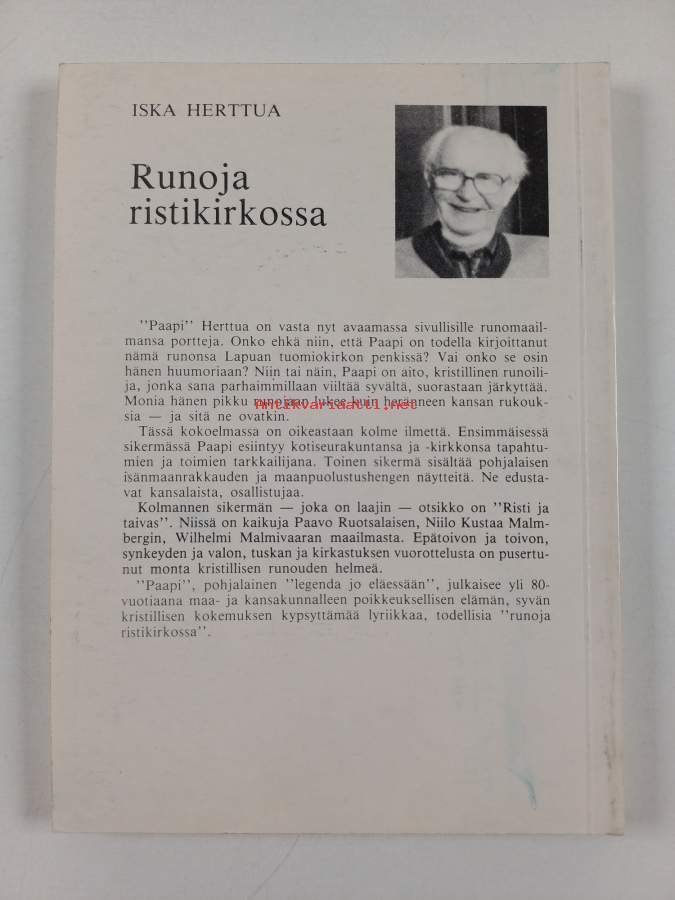 ISKA HERTTUA
Runoja
ristikirkossa
''Paapi'' Herttua on vasta nyt avaamassa sivullisille runomaail-
mansa portteja. Onko ehkä niin, että Paapi on todella kirjoittanut
nämä runonsa Lapuan tuomiokirkon penkissä? Vai onko se osin
hänen huumoriaan? Niin tai näin, Paapi on aito, kristillinen runoili-
ja, jonka sana parhaimmillaan viiltää syvältä, suorastaan järkyttää.
Monia hänen pikku runojaan lukee kuin heränneen kansan rukouk-
Antikvariaatti.net
sia — ja sitä ne ovatkin.
Tässä kokoelmassa on oikeastaan kolme ilmettä. Ensimmäisessä
sikermässä Paapi esiintyy kotiseurakuntansa ja -kirkkonsa tapahtu-
mien ja toimien tarkkailijana. Toinen sikermä sisältää pohjalaisen
isänmaanrakkauden ja maanpuolustushengen näytteitä. Ne edusta-
vat kansalaista, osallistujaa.
Kolmannen sikermän — joka on laajin — otsikko on ''Risti ja
taivas''. Niissä on kaikuja Paavo Ruotsalaisen, Niilo Kustaa Malm-
bergin, Wilhelmi Malmivaaran maailmasta. Epätoivon ja toivon,
synkeyden ja valon, tuskan ja kirkastuksen vuorottelusta on pusertu-
nut monta kristillisen runouden helmeä.
''Paapi'', pohjalainen ''legenda jo eläessään'', julkaisee yli 80-
vuotiaana maa- ja kansakunnalleen poikkeuksellisen elämän, syvän
kristillisen kokemuksen kypsyttämää lyriikkaa, todellisia ''runoja
ristikirkossa''.